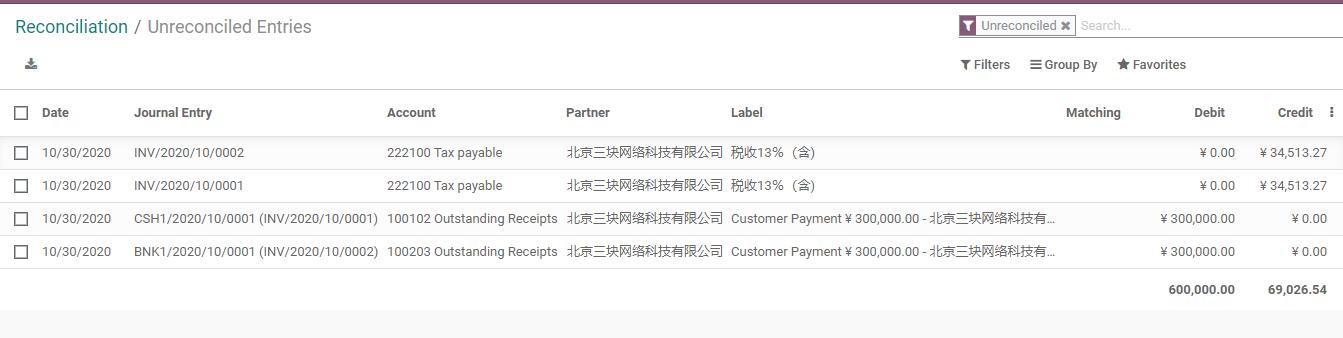 Reconciliation / Unreconciled Entries
Unreconciled Search...
Filters Group By Favorites
Date Journal Entry Account Partner Label Matching Debit Credit
10/30/2020 INV/2020/10/0002 222100 Tax payable 北京三块网络科技有限公司 税收13%（含) ¥ 0.00 ¥ 34,513.27
10/30/2020 INV/2020/10/0001 222100 Tax payable 北京三块网络科技有限公司 税收13%（含) ¥ 0.00 ¥ 34,513.27
10/30/2020 CSH1/2020/10/0001 (INV/2020/10/0001) 100102 Outstanding Receipts 北京三块网络科技有限公司 Customer Payment ¥ 300,000.00 - 北京三块网络科技有... ¥ 300,000.00 ¥ 0.00
10/30/2020 BNK1/2020/10/0001 (INV/2020/10/0002) 100203 Outstanding Receipts 北京三块网络科技有限公司 Customer Payment ¥ 300,000.00 - 北京三块网络科技有... ¥ 300,000.00 ¥ 0.00
600,000.00 69,026.54